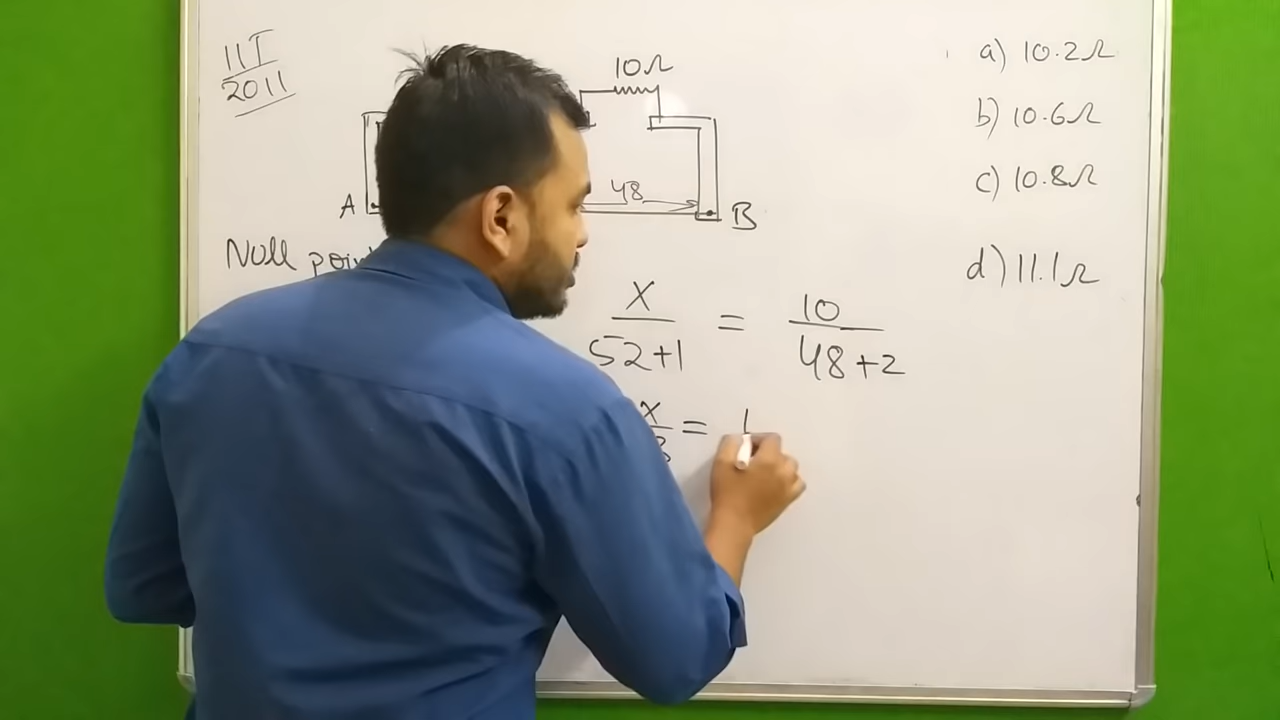 IIT
2011
10Ω
48
A
B
Null
X/52+1 = 10/48+2
X/ = 1
a) 10.2Ω
b) 10.6Ω
c) 10.8Ω
d) 11.1Ω